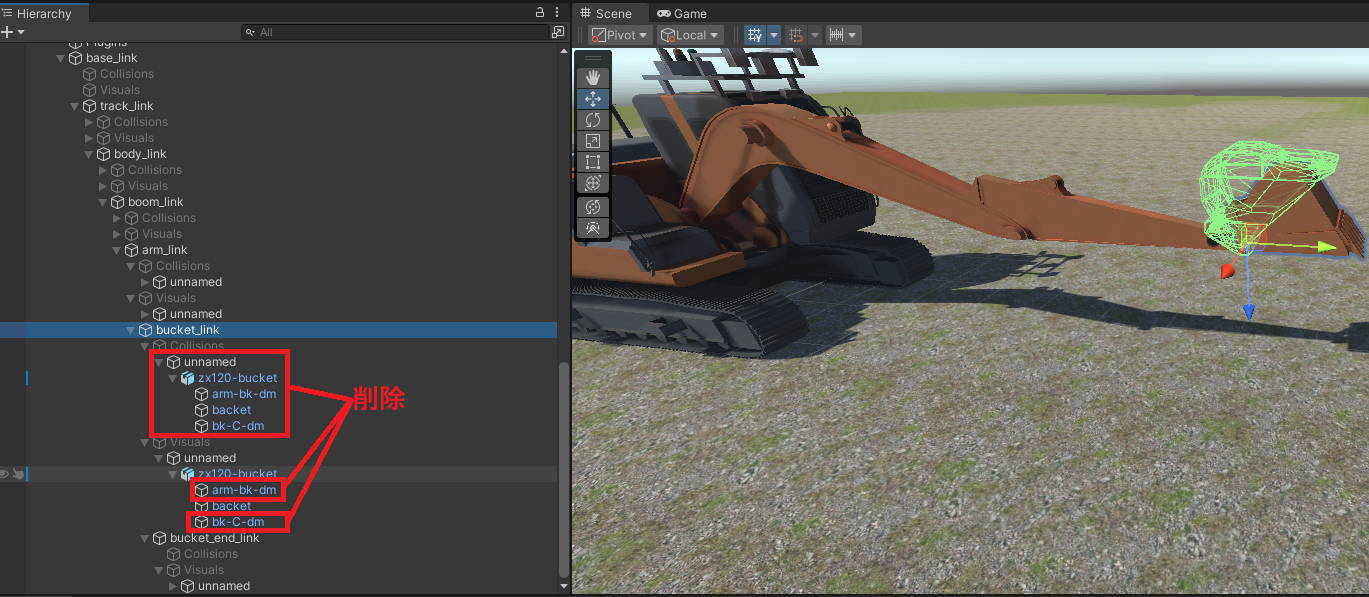 Hierarchy
All
Plugins
base_link
Collisions
Visuals
track_link
Collisions
Visuals
body_link
Collisions
Visuals
boom_link
Collisions
Visuals
arm_link
Collisions
unnamed
Visuals
unnamed
bucket_link
Collisions
unnamed
zx120-bucket
arm-bk-dm
backet
bk-C-dm
Visuals
unnamed
zx120-bucket
arm-bk-dm
backet
bk-C-dm
bucket_end_link
Collisions
Visuals
unnamed
削除
Scene
Game
Pivot
Local